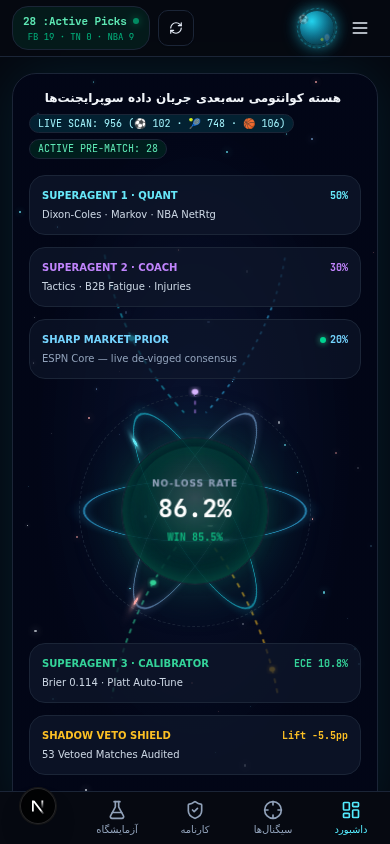 28 :Active Picks
FB 19 · TN 0 · NBA 9
هسته کوانتومی سه‌بعدی جریان داده سوپرایجنت‌ها
LIVE SCAN: 956 (⚽ 102 · 🎾 748 · 🏀 106)
ACTIVE PRE-MATCH: 28
SUPERAGENT 1 · QUANT 50%
Dixon-Coles · Markov · NBA NetRtg
SUPERAGENT 2 · COACH 30%
Tactics · B2B Fatigue · Injuries
SHARP MARKET PRIOR 20%
ESPN Core — live de-vigged consensus
NO-LOSS RATE
86.2%
WIN 85.5%
SUPERAGENT 3 · CALIBRATOR ECE 10.8%
Brier 0.114 · Platt Auto-Tune
SHADOW VETO SHIELD Lift -5.5pp
53 Vetoed Matches Audited
N
داشبورد سیگنال‌ها کارنامه آزمایشگاه